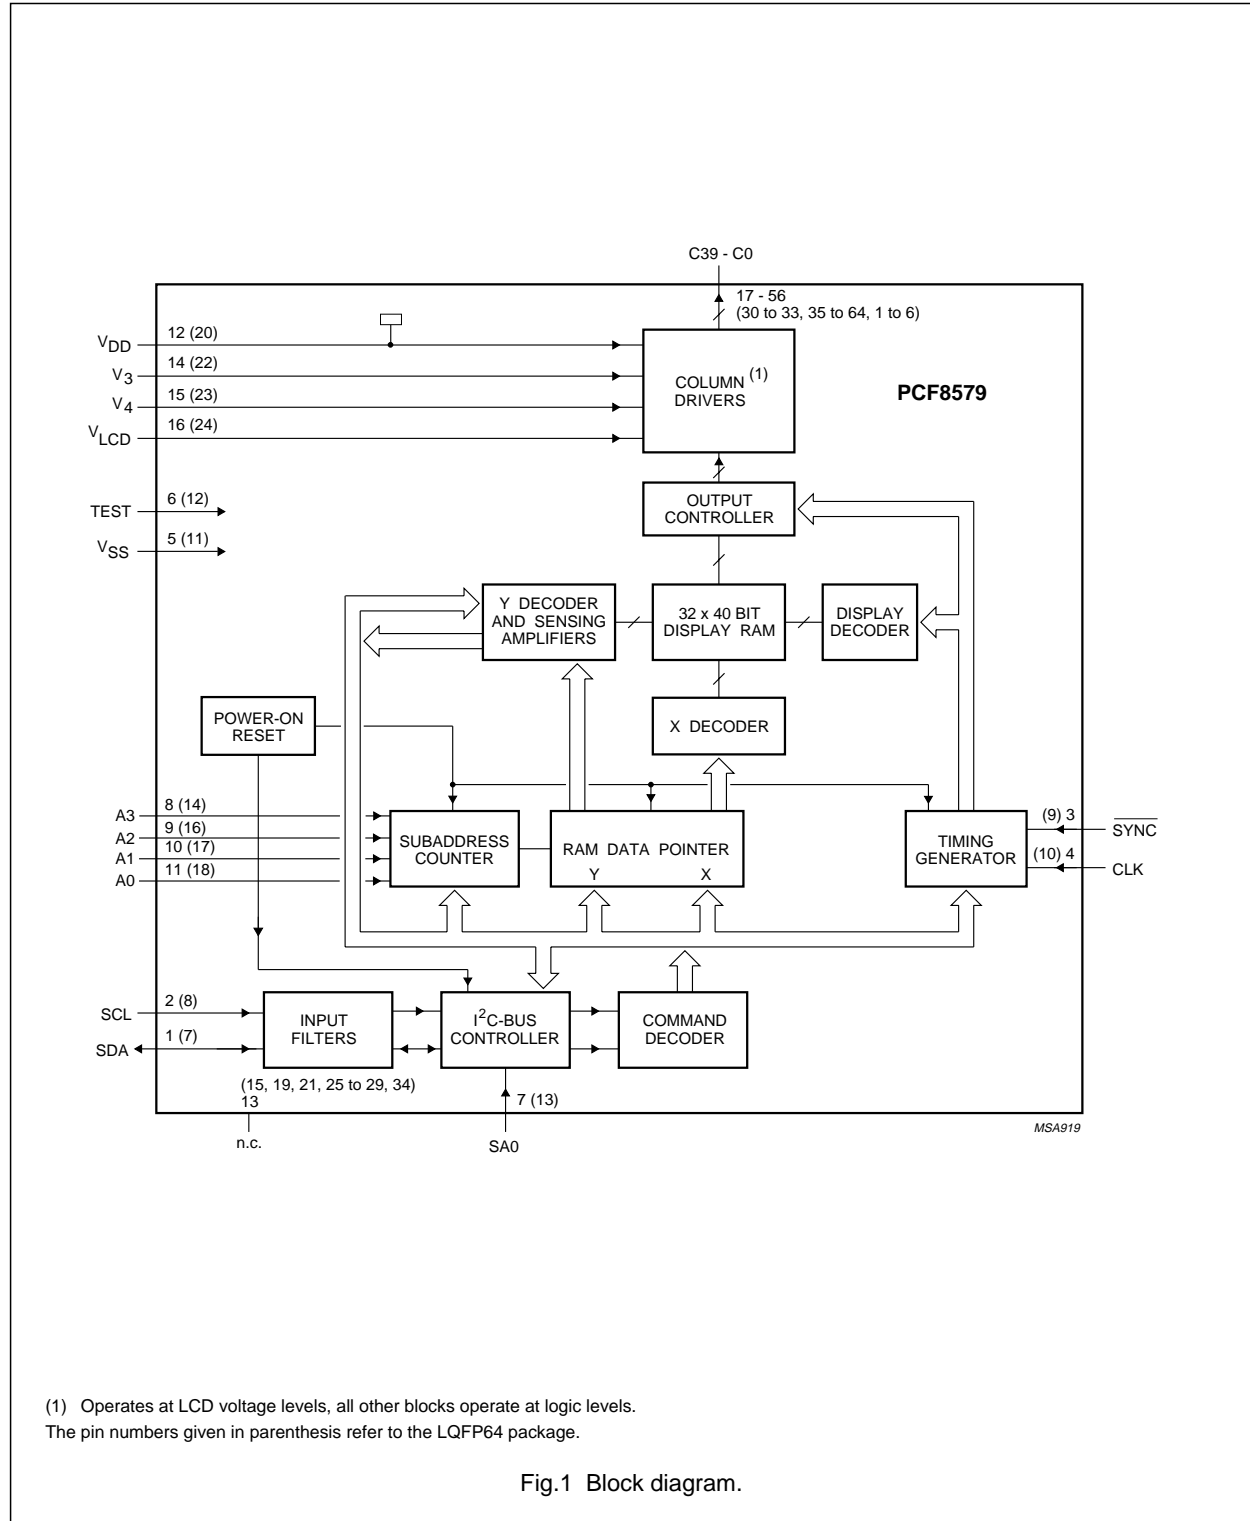 C39 - C0
17 - 56
(30 to 33, 35 to 64, 1 to 6)
VDD
12 (20)
V3
14 (22)
V4
15 (23)
VLCD
16 (24)
COLUMN (1)
DRIVERS
PCF8579
TEST
6 (12)
VSS
5 (11)
OUTPUT
CONTROLLER
Y DECODER
AND SENSING
AMPLIFIERS
32 x 40 BIT
DISPLAY RAM
DISPLAY
DECODER
POWER-ON
RESET
X DECODER
A3
8 (14)
A2
9 (16)
A1
10 (17)
A0
11 (18)
SUBADDRESS
COUNTER
RAM DATA POINTER
Y X
TIMING
GENERATOR
(9) 3
SYNC
(10) 4
CLK
SCL
2 (8)
SDA
1 (7)
INPUT
FILTERS
I2C-BUS
CONTROLLER
COMMAND
DECODER
(15, 19, 21, 25 to 29, 34)
13
n.c.
7 (13)
SA0
MSA919
(1) Operates at LCD voltage levels, all other blocks operate at logic levels.
The pin numbers given in parenthesis refer to the LQFP64 package.
Fig.1 Block diagram.